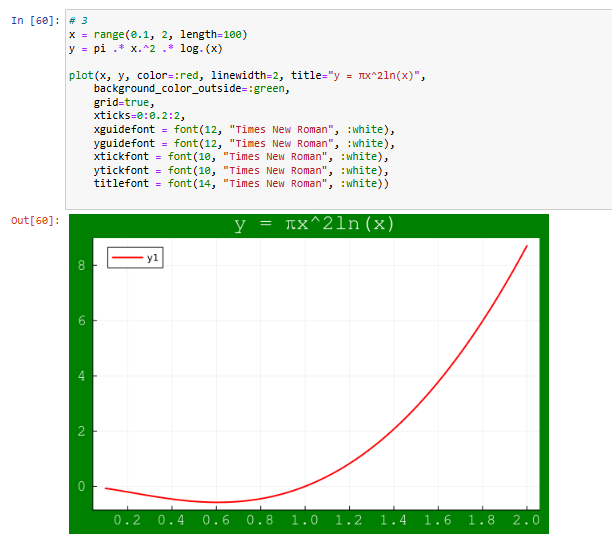 In [60]: # 3
x = range(0.1, 2, length=100)
y = pi .* x.^2 .* log.(x)
plot(x, y, color=:red, linewidth=2, title="y = πx^2ln(x)",
background_color_outside=:green,
grid=true,
xticks=0:0.2:2,
xguidefont = font(12, "Times New Roman", :white),
yguidefont = font(12, "Times New Roman", :white),
xtickfont = font(10, "Times New Roman", :white),
ytickfont = font(10, "Times New Roman", :white),
titlefont = font(14, "Times New Roman", :white))
Out[60]:
y = πx^2ln(x)
y1
8
6
4
2
0
0.2 0.4 0.6 0.8 1.0 1.2 1.4 1.6 1.8 2.0